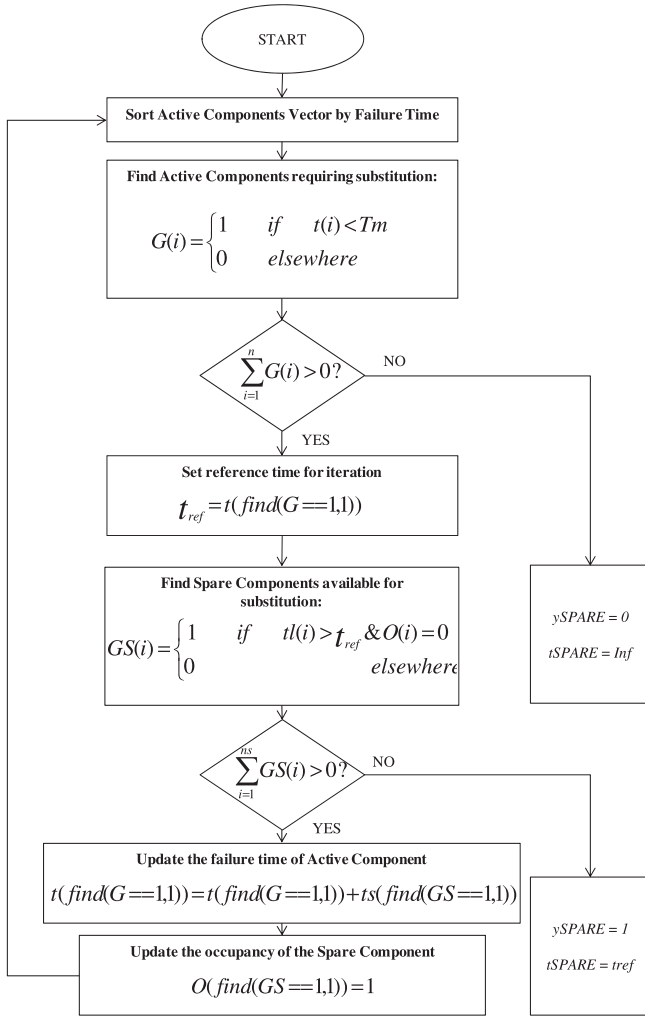 START
Sort Active Components Vector by Failure Time
Find Active Components requiring substitution:
G(i) = { 1 if t(i) < Tm
0 elsewhere
∑_{i=1}^{n} G(i) > 0?
NO
YES
Set reference time for iteration
t_ref = t(find(G==1,1))
Find Spare Components available for
substitution:
GS(i) = { 1 if tl(i) > t_ref & O(i) = 0
0 elsewhere
ySPARE = 0
tSPARE = Inf
∑_{i=1}^{ns} GS(i) > 0?
NO
YES
Update the failure time of Active Component
t(find(G==1,1)) = t(find(G==1,1)) + ts(find(GS==1,1))
Update the occupancy of the Spare Component
O(find(GS==1,1)) = 1
ySPARE = 1
tSPARE = tref